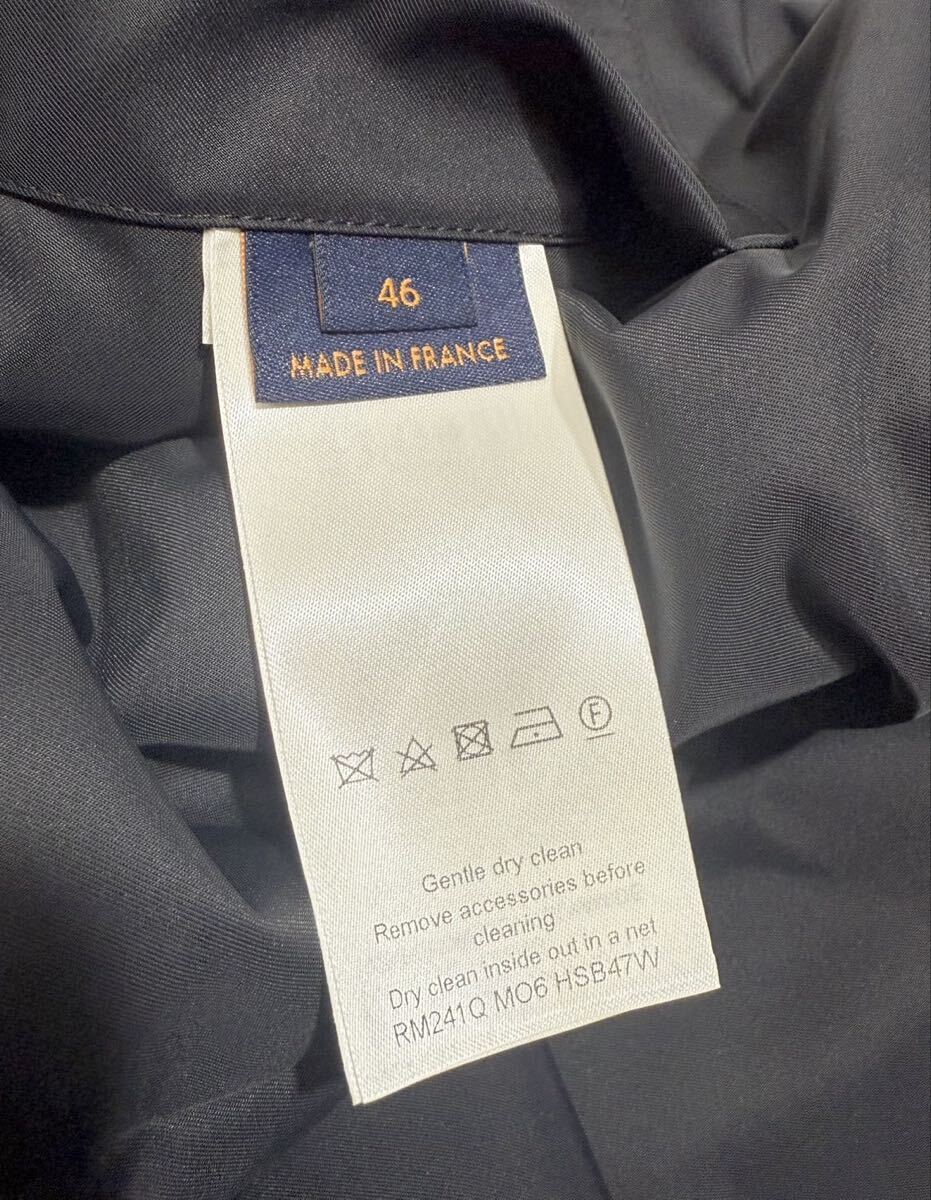 46
MADE IN FRANCE
F
Gentle dry clean
Remove accessories before
cleaning
Dry clean inside out in a net
RM241Q MO6 HSB47W